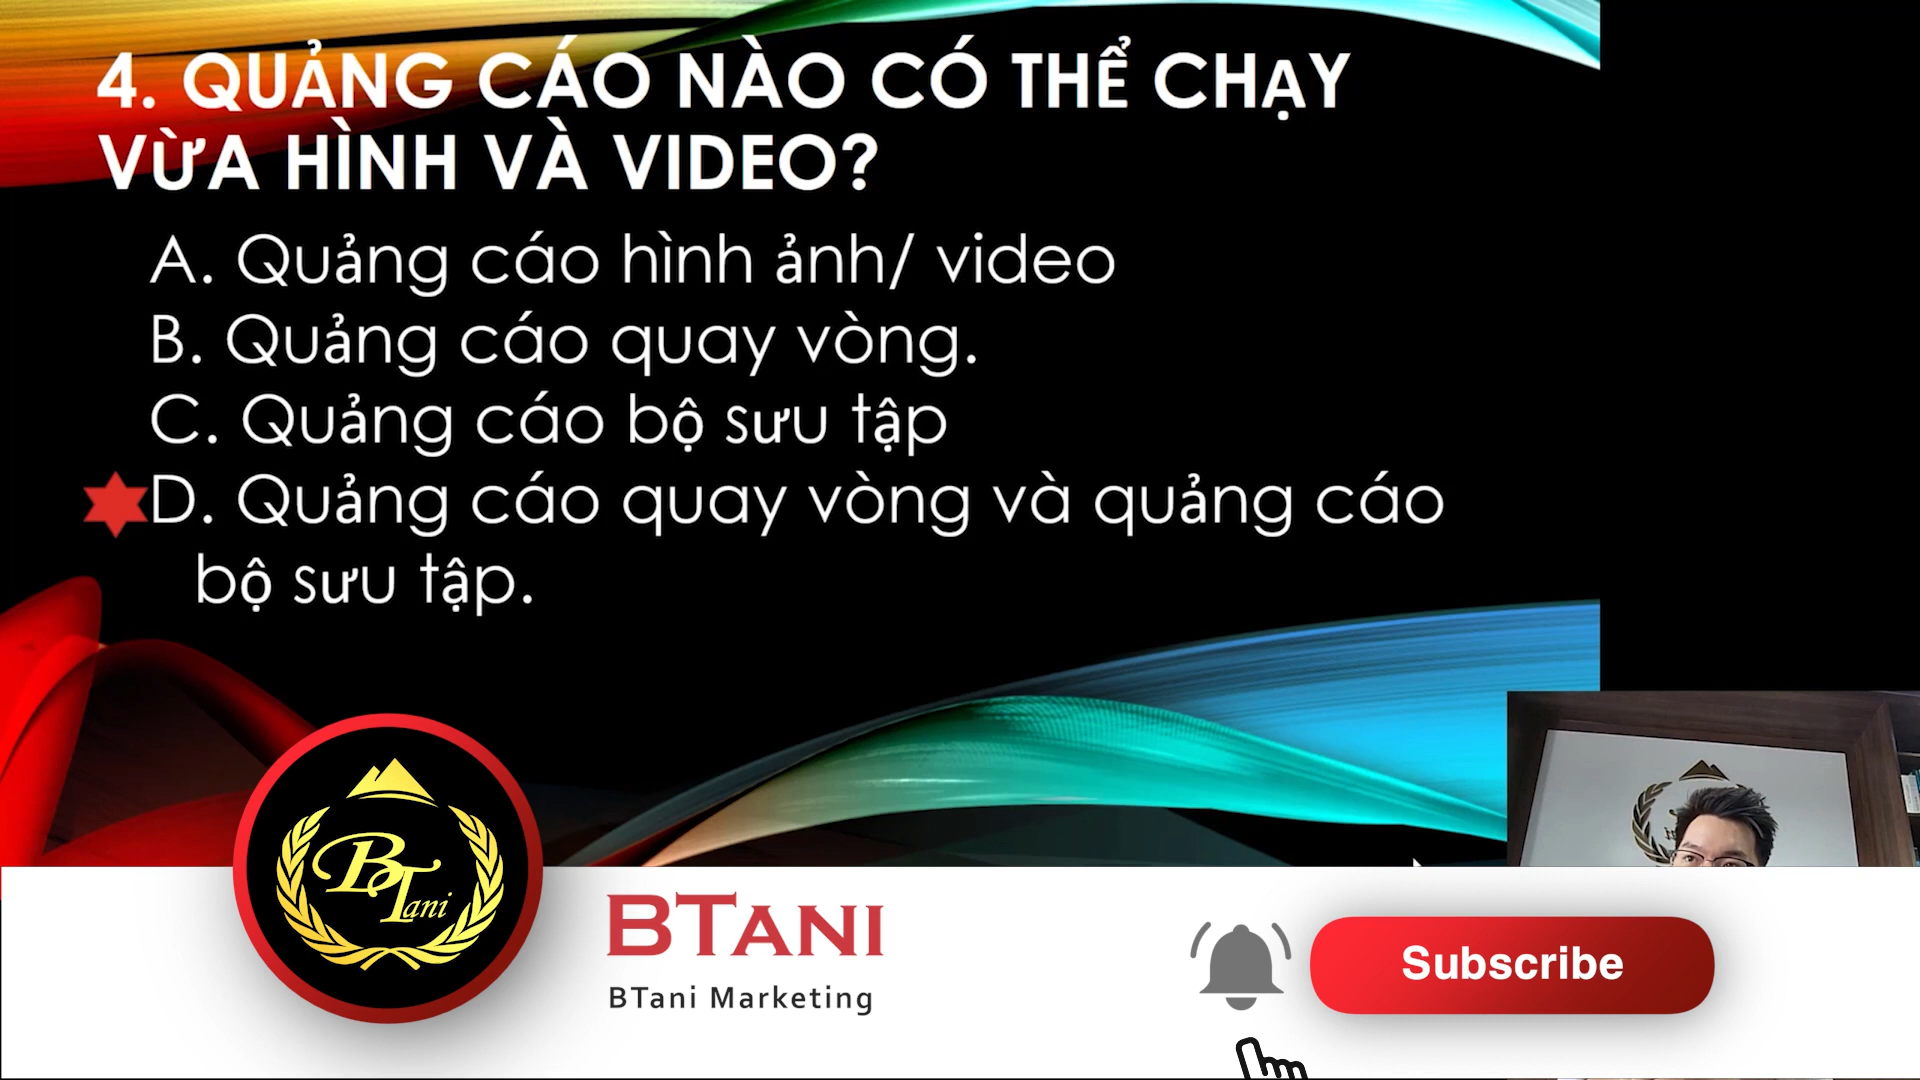 4. QUẢNG CÁO NÀO CÓ THỂ CHẠY
VỪA HÌNH VÀ VIDEO?
A. Quảng cáo hình ảnh/ video
B. Quảng cáo quay vòng.
C. Quảng cáo bộ sưu tập
D. Quảng cáo quay vòng và quảng cáo
bộ sưu tập.
BTani
BTANI
BTani Marketing
Subscribe